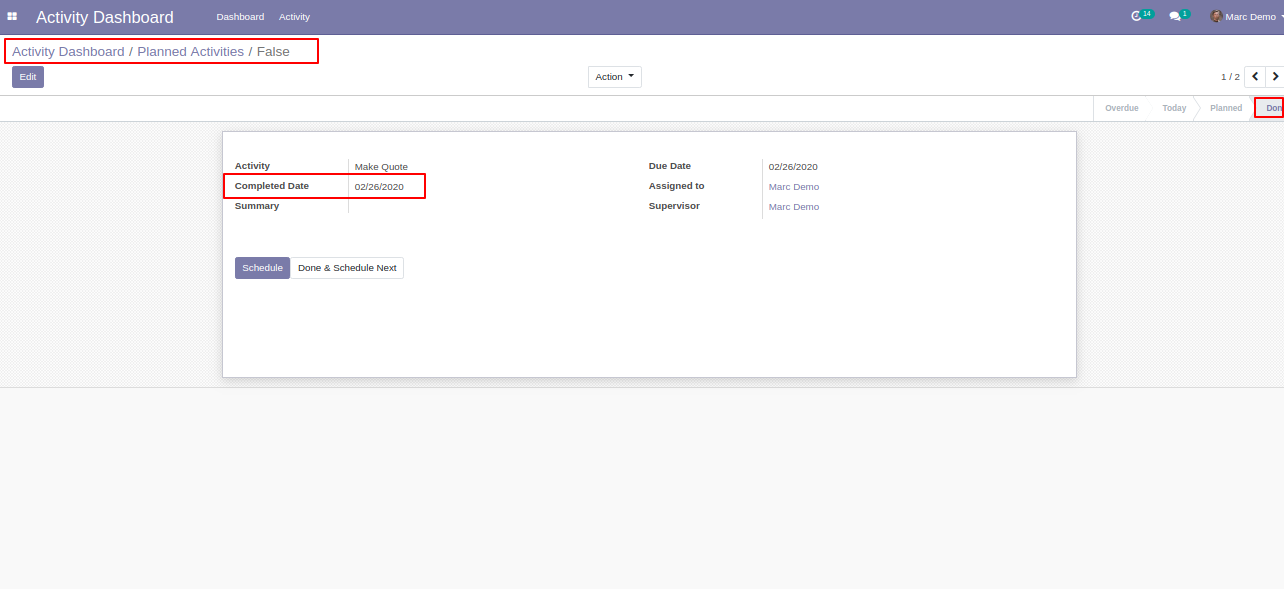 Activity Dashboard Dashboard Activity 14 1 Marc Demo
Activity Dashboard / Planned Activities / False
Edit Action 1 / 2
Overdue Today Planned Don
Activity Make Quote Due Date 02/26/2020
Completed Date 02/26/2020 Assigned to Marc Demo
Summary Supervisor Marc Demo
Schedule Done & Schedule Next